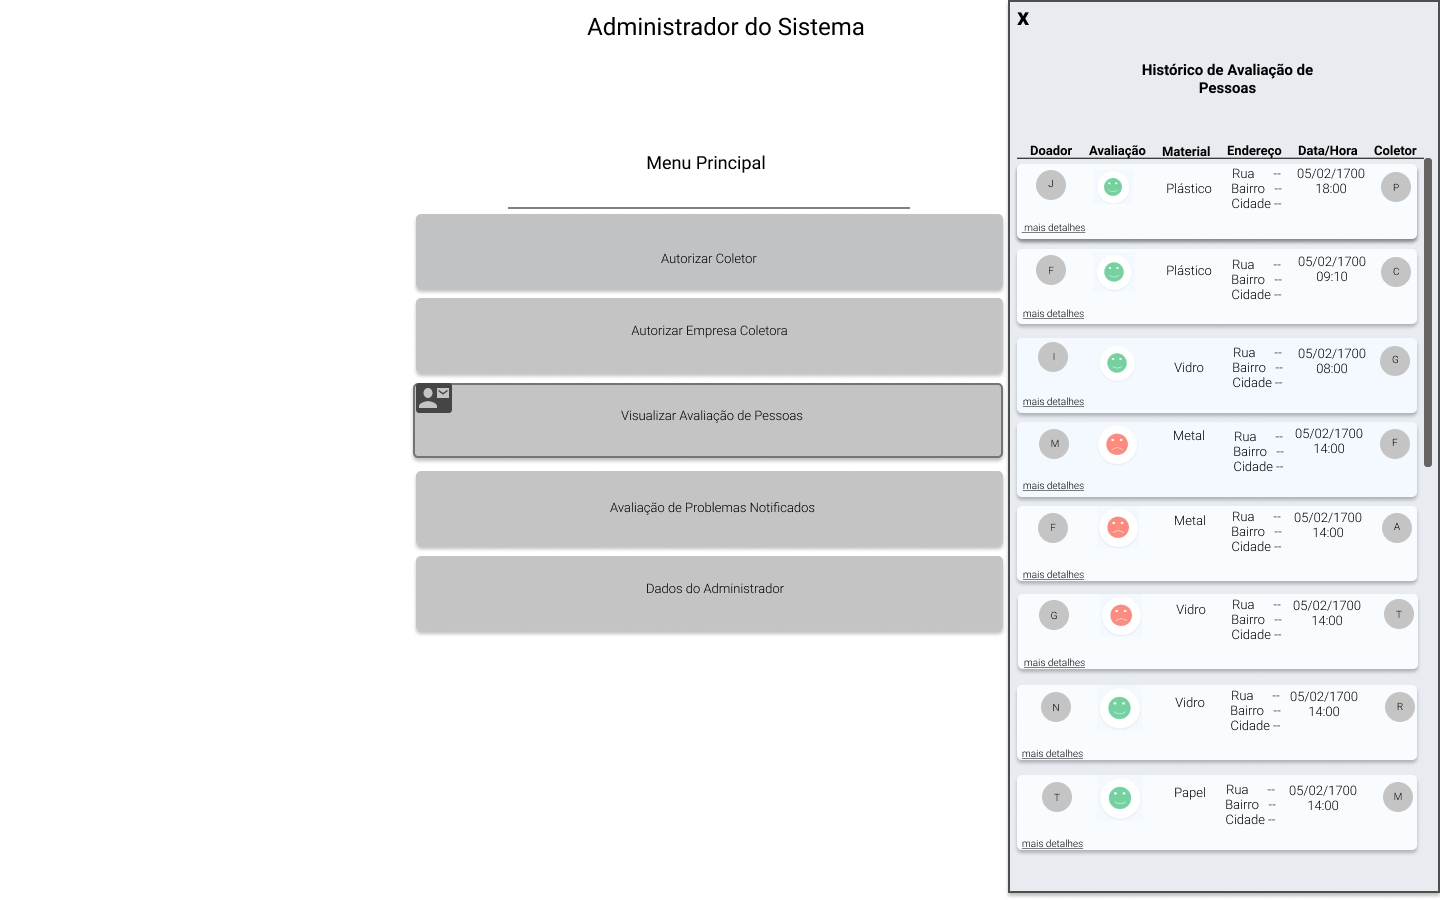 Administrador do Sistema
Menu Principal
Autorizar Coletor
Autorizar Empresa Coletora
Visualizar Avaliação de Pessoas
Avaliação de Problemas Notificados
Dados do Administrador
X
Histórico de Avaliação de
Pessoas
Doador Avaliação Material Endereço Data/Hora Coletor
J Plástico Rua -- 05/02/1700 P
Bairro -- 18:00
Cidade --
mais detalhes
F Plástico Rua -- 05/02/1700 C
Bairro -- 09:10
Cidade --
mais detalhes
I Vidro Rua -- 05/02/1700 G
Bairro -- 08:00
Cidade --
mais detalhes
M Metal Rua -- 05/02/1700 F
Bairro -- 14:00
Cidade --
mais detalhes
F Metal Rua -- 05/02/1700 A
Bairro -- 14:00
Cidade --
mais detalhes
G Vidro Rua -- 05/02/1700 T
Bairro -- 14:00
Cidade --
mais detalhes
N Vidro Rua -- 05/02/1700 R
Bairro -- 14:00
Cidade --
mais detalhes
T Papel Rua -- 05/02/1700 M
Bairro -- 14:00
Cidade --
mais detalhes